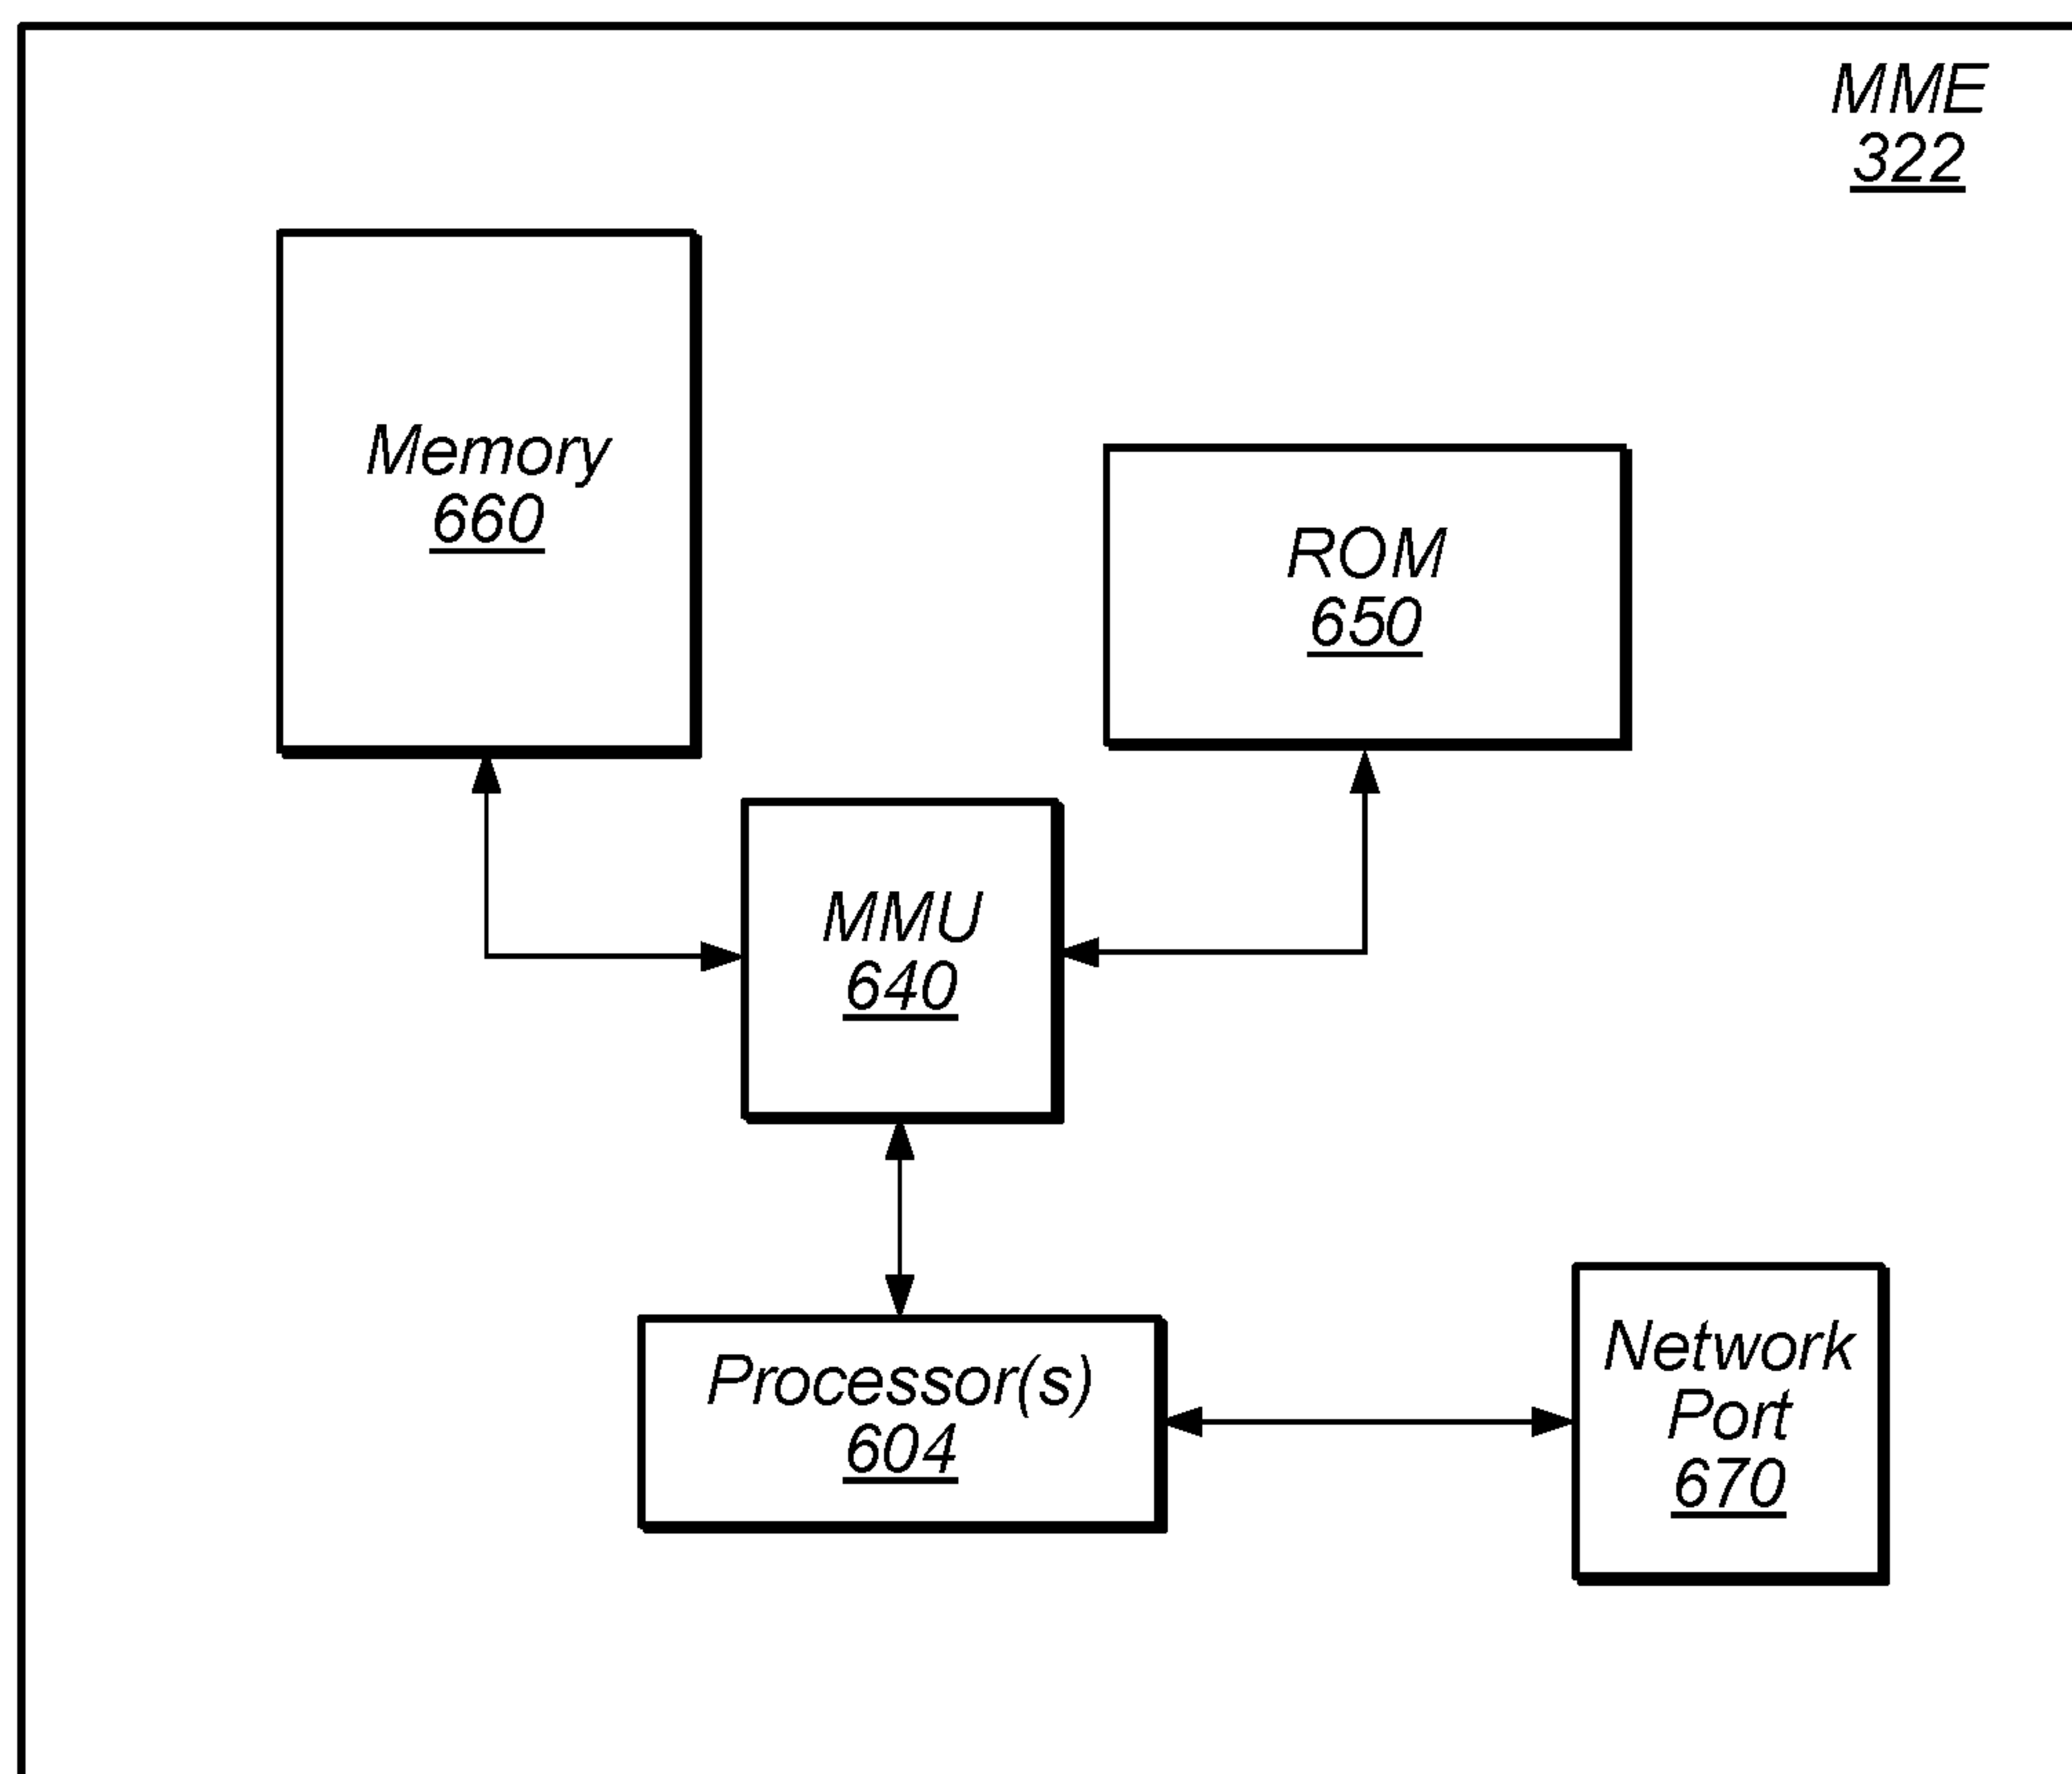 MME
322
Memory
660
ROM
650
MMU
640
Processor(s)
604
Network
Port
670